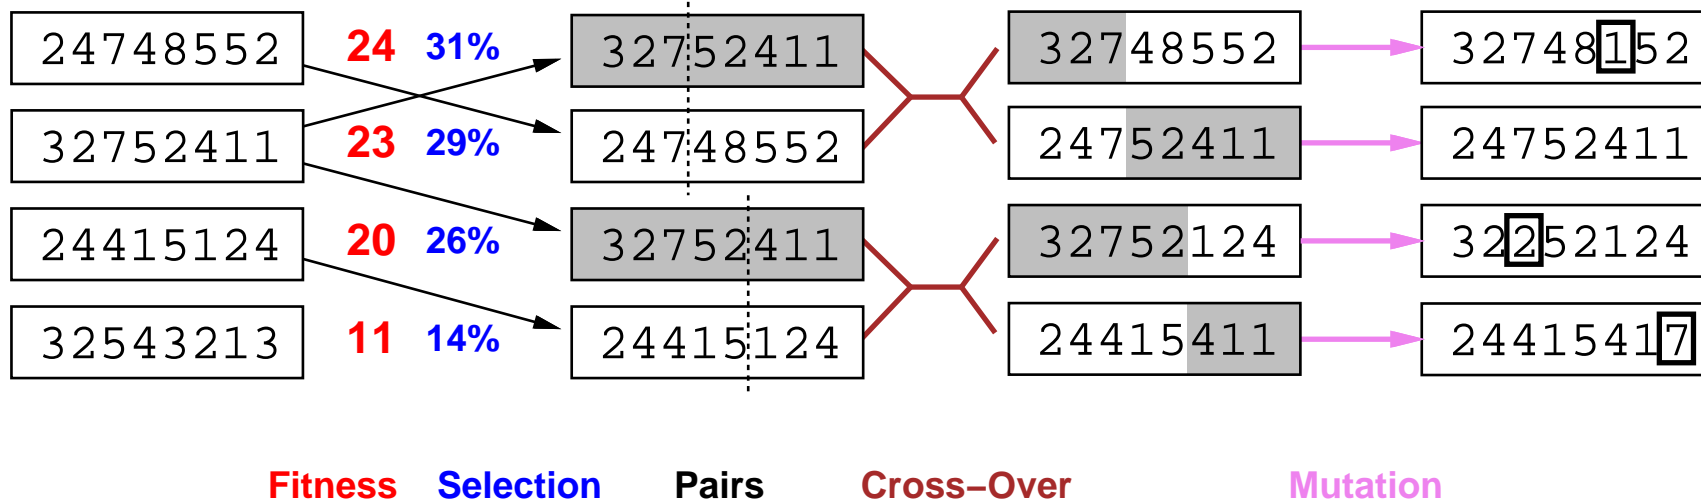 24748552 24 31% 32752411 32748552 32748152
32752411 23 29% 24748552 24752411 24752411
24415124 20 26% 32752411 32752124 32252124
32543213 11 14% 24415124 24415411 24415417
Fitness Selection Pairs Cross–Over Mutation